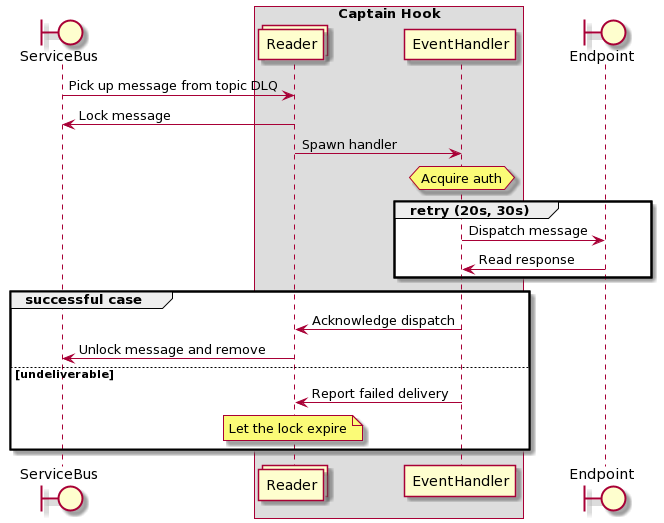 Captain Hook
ServiceBus
Reader
EventHandler
Endpoint
Pick up message from topic DLQ
Lock message
Spawn handler
Acquire auth
retry (20s, 30s)
Dispatch message
Read response
successful case
Acknowledge dispatch
Unlock message and remove
[undeliverable]
Report failed delivery
Let the lock expire
ServiceBus
Reader
EventHandler
Endpoint